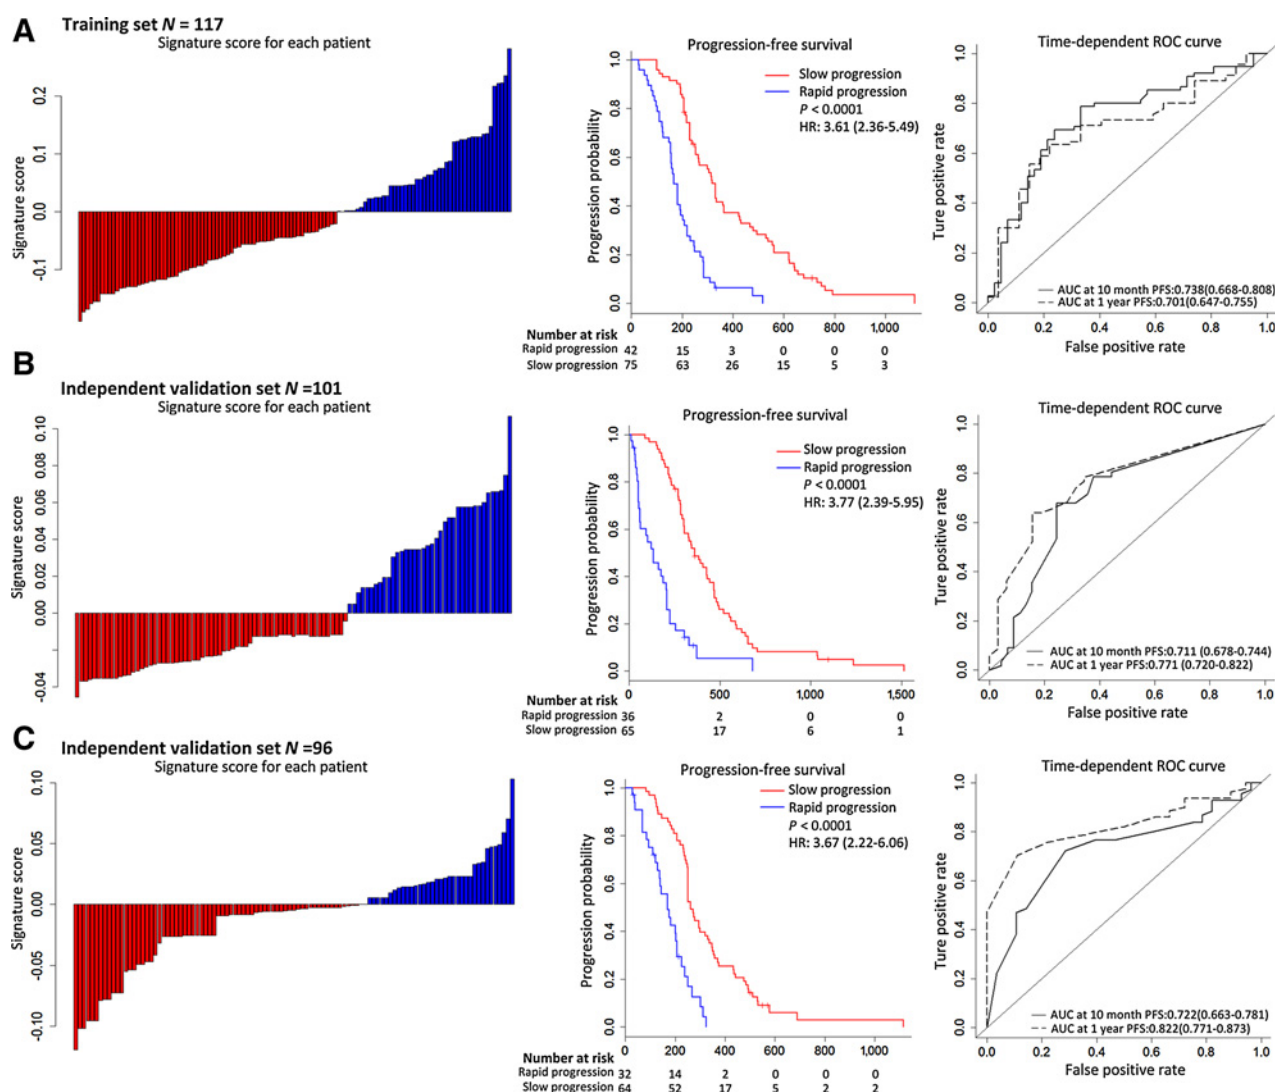 A
Training set N = 117
Signature score for each patient
Signature score
0.2
0.1
0.0
-0.1
Progression-free survival
Slow progression
Rapid progression
P < 0.0001
HR: 3.61 (2.36-5.49)
Progression probability
1.0
0.8
0.6
0.4
0.2
0.0
0 200 400 600 800 1,000
Number at risk
Rapid progression 42 15 3 0 0 0
Slow progression 75 63 26 15 5 3
Time-dependent ROC curve
Ture positive rate
1.0
0.8
0.6
0.4
0.2
0.0
AUC at 10 month PFS:0.738(0.668-0.808)
AUC at 1 year PFS:0.701(0.647-0.755)
0.0 0.2 0.4 0.6 0.8 1.0
False positive rate
B
Independent validation set N =101
Signature score for each patient
Signature score
0.10
0.08
0.06
0.04
0.02
0.00
-0.04
Progression-free survival
Slow progression
Rapid progression
P < 0.0001
HR: 3.77 (2.39-5.95)
Progression probability
1.0
0.8
0.6
0.4
0.2
0.0
0 500 1,000 1,500
Number at risk
Rapid progression 36 2 0 0
Slow progression 65 17 6 1
Time-dependent ROC curve
Ture positive rate
1.0
0.8
0.6
0.4
0.2
0.0
AUC at 10 month PFS:0.711 (0.678-0.744)
AUC at 1 year PFS:0.771 (0.720-0.822)
0.0 0.2 0.4 0.6 0.8 1.0
False positive rate
C
Independent validation set N =96
Signature score for each patient
Signature score
0.10
0.05
0.00
-0.05
-0.10
Progression-free survival
Slow progression
Rapid progression
P < 0.0001
HR: 3.67 (2.22-6.06)
Progression probability
1.0
0.8
0.6
0.4
0.2
0.0
0 200 400 600 800 1,000
Number at risk
Rapid progression 32 14 2 0 0 0
Slow progression 64 52 17 5 2 2
Time-dependent ROC curve
Ture positive rate
1.0
0.8
0.6
0.4
0.2
0.0
AUC at 10 month PFS:0.722(0.663-0.781)
AUC at 1 year PFS:0.822(0.771-0.873)
0.0 0.2 0.4 0.6 0.8 1.0
False positive rate